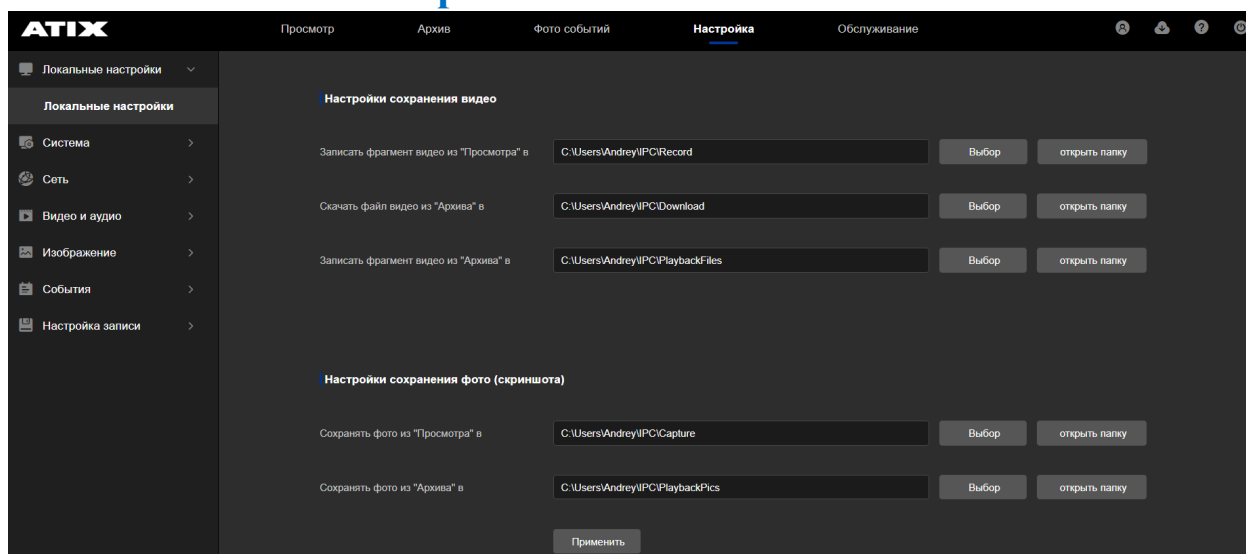 ATIX Просмотр Архив Фото событий Настройка Обслуживание
Локальные настройки
Локальные настройки
Система
Сеть
Видео и аудио
Изображение
События
Настройка записи
Настройки сохранения видео
Записать фрагмент видео из "Просмотра" в C:\Users\Andrey\IPC\Record Выбор открыть папку
Скачать файл видео из "Архива" в C:\Users\Andrey\IPC\Download Выбор открыть папку
Записать фрагмент видео из "Архива" в C:\Users\Andrey\IPC\PlaybackFiles Выбор открыть папку
Настройки сохранения фото (скриншота)
Сохранять фото из "Просмотра" в C:\Users\Andrey\IPC\Capture Выбор открыть папку
Сохранять фото из "Архива" в C:\Users\Andrey\IPC\PlaybackPics Выбор открыть папку
Применить